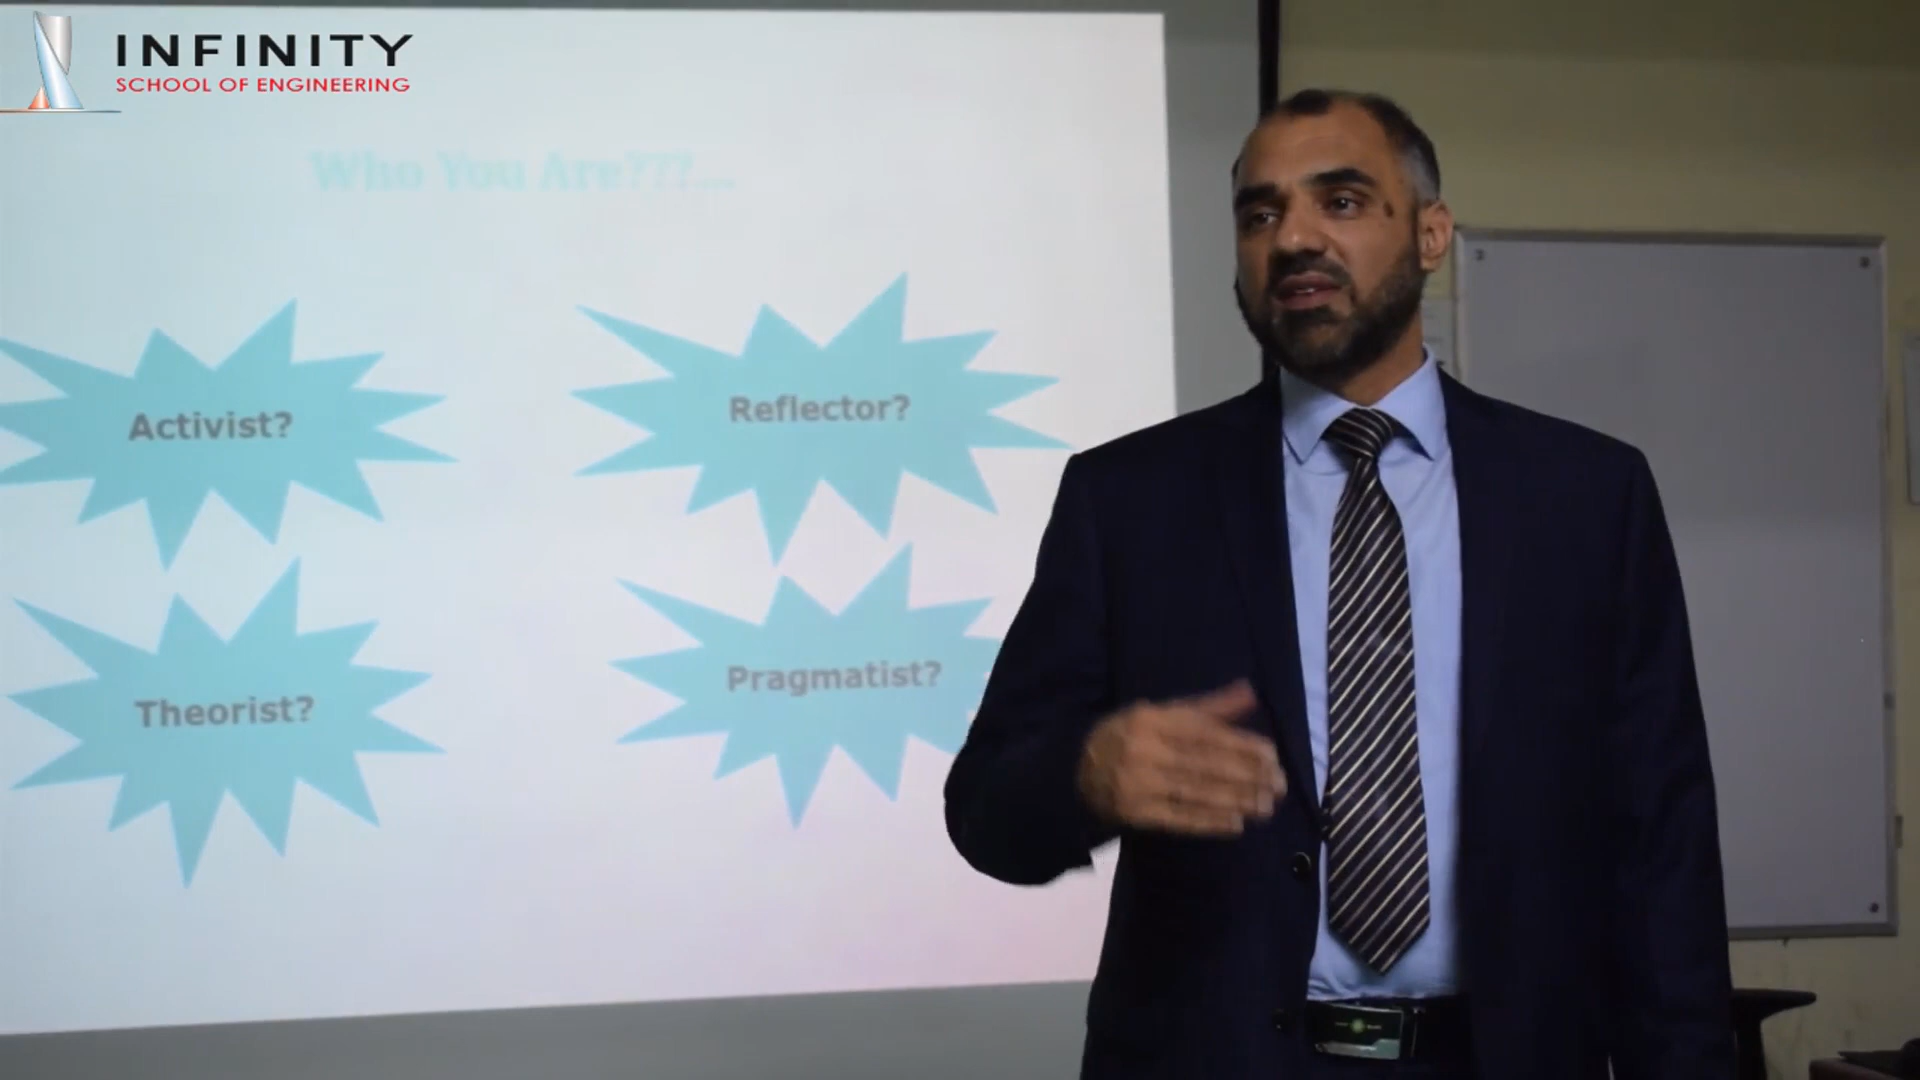 INFINITY
SCHOOL OF ENGINEERING
Who You Are???...
Activist?
Reflector?
Theorist?
Pragmatist?